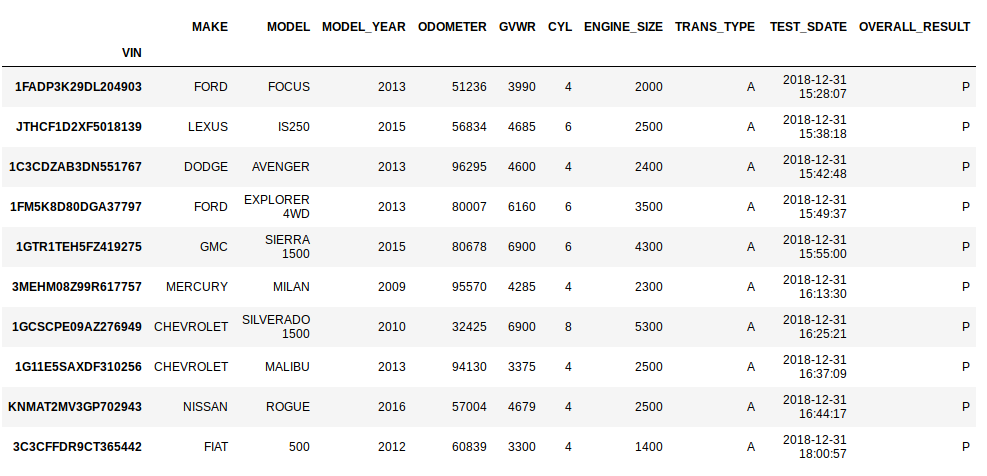 MAKE MODEL MODEL_YEAR ODOMETER GVWR CYL ENGINE_SIZE TRANS_TYPE TEST_SDATE OVERALL_RESULT
VIN
1FADP3K29DL204903 FORD FOCUS 2013 51236 3990 4 2000 A 2018-12-31 15:28:07 P
JTHCF1D2XF5018139 LEXUS IS250 2015 56834 4685 6 2500 A 2018-12-31 15:38:18 P
1C3CDZAB3DN551767 DODGE AVENGER 2013 96295 4600 4 2400 A 2018-12-31 15:42:48 P
1FM5K8D80DGA37797 FORD EXPLORER 4WD 2013 80007 6160 6 3500 A 2018-12-31 15:49:37 P
1GTR1TEH5FZ419275 GMC SIERRA 1500 2015 80678 6900 6 4300 A 2018-12-31 15:55:00 P
3MEHM08Z99R617757 MERCURY MILAN 2009 95570 4285 4 2300 A 2018-12-31 16:13:30 P
1GCSCPE09AZ276949 CHEVROLET SILVERADO 1500 2010 32425 6900 8 5300 A 2018-12-31 16:25:21 P
1G11E5SAXDF310256 CHEVROLET MALIBU 2013 94130 3375 4 2500 A 2018-12-31 16:37:09 P
KNMAT2MV3GP702943 NISSAN ROGUE 2016 57004 4679 4 2500 A 2018-12-31 16:44:17 P
3C3CFFDR9CT365442 FIAT 500 2012 60839 3300 4 1400 A 2018-12-31 18:00:57 P